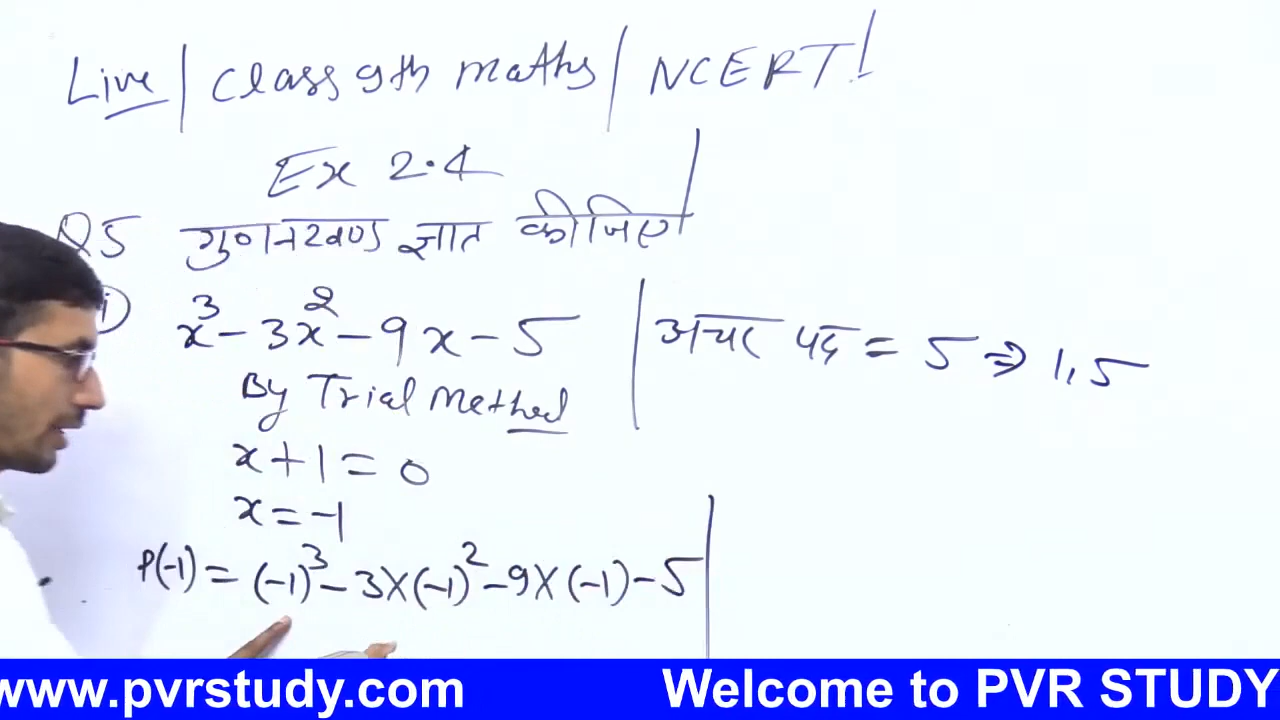 Live | Class 9th maths | NCERT |
Ex 2.4
Q5 गुणनखण्ड ज्ञात कीजिए
i) x³ - 3x² - 9x - 5
अचर पद = 5 ⇒ 1, 5
By Trial Method
x + 1 = 0
x = -1
P(-1) = (-1)³ - 3×(-1)² - 9×(-1) - 5
www.pvrstudy.com Welcome to PVR STUDY